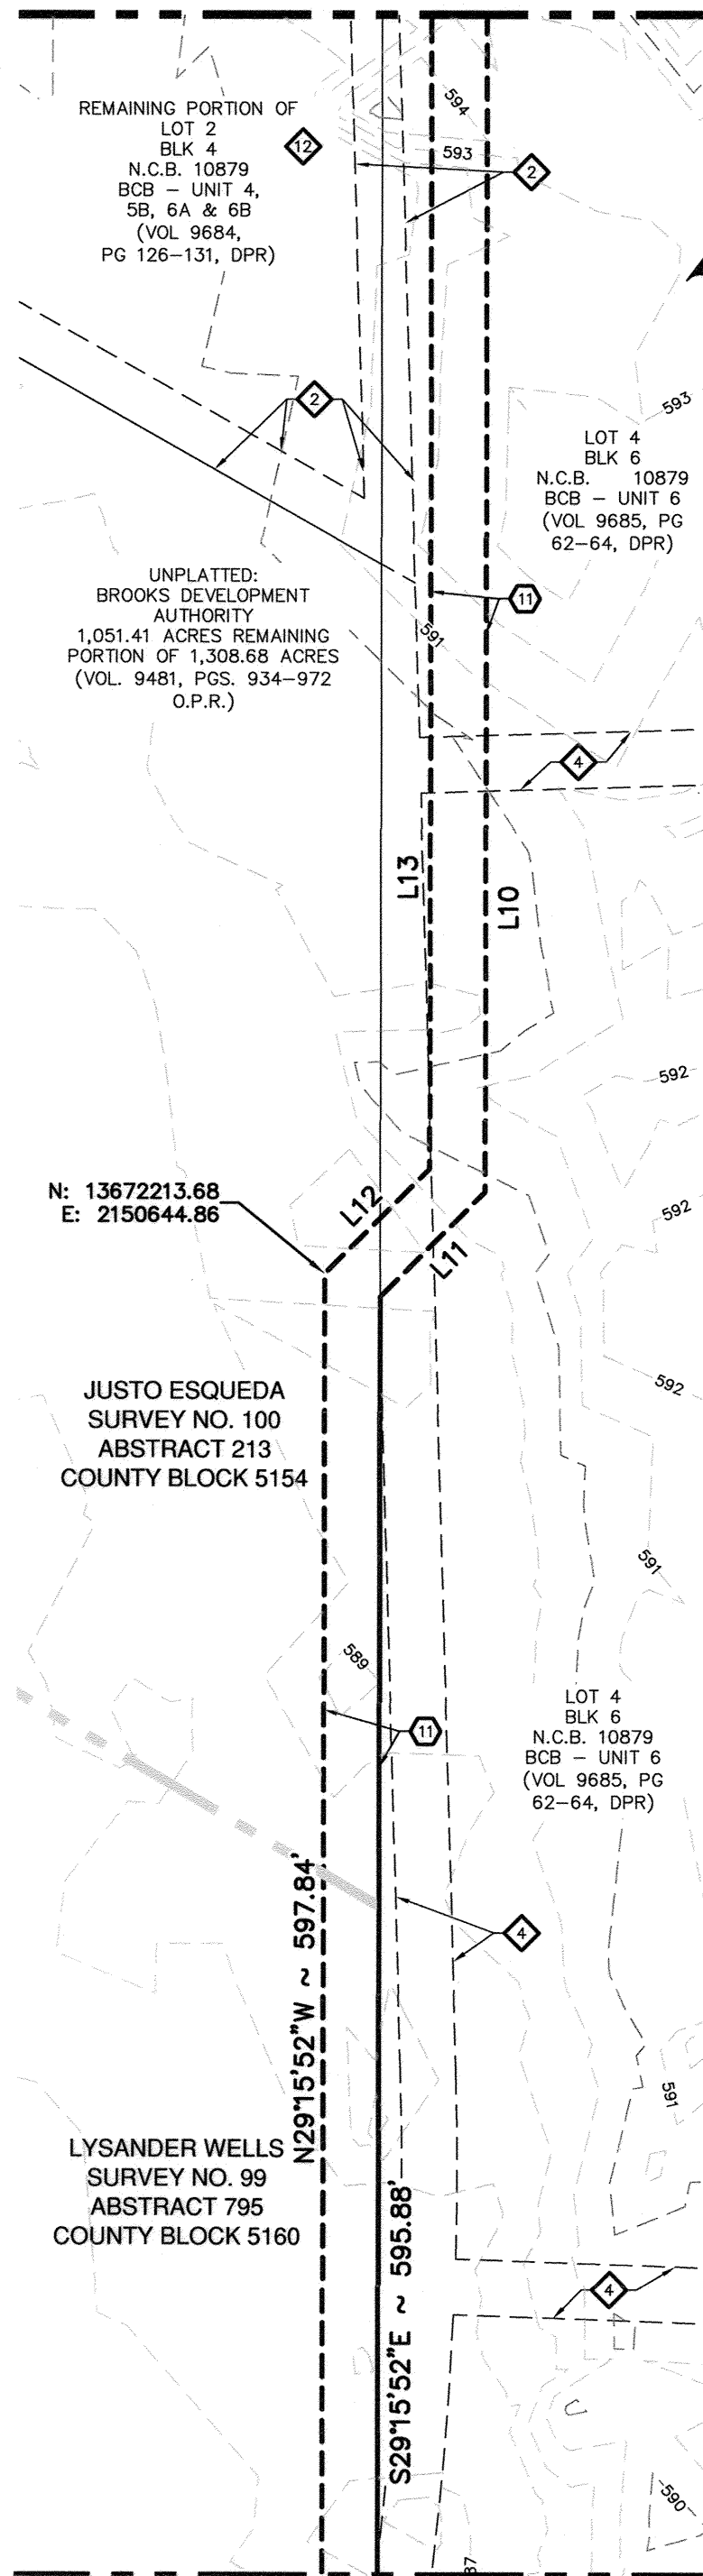 REMAINING PORTION OF
LOT 2
BLK 4
N.C.B. 10879
BCB – UNIT 4,
5B, 6A & 6B
(VOL 9684,
PG 126–131, DPR)
12
594
593
2
2
593
LOT 4
BLK 6
N.C.B. 10879
BCB – UNIT 6
(VOL 9685, PG
62–64, DPR)
UNPLATTED:
BROOKS DEVELOPMENT
AUTHORITY
1,051.41 ACRES REMAINING
PORTION OF 1,308.68 ACRES
(VOL. 9481, PGS. 934–972
O.P.R.)
11
591
4
L13
L10
592
N: 13672213.68
E: 2150644.86
L12
L11
592
JUSTO ESQUEDA
SURVEY NO. 100
ABSTRACT 213
COUNTY BLOCK 5154
592
591
589
LOT 4
BLK 6
N.C.B. 10879
BCB – UNIT 6
(VOL 9685, PG
62–64, DPR)
11
N29°15'52"W ~ 597.84'
4
591
LYSANDER WELLS
SURVEY NO. 99
ABSTRACT 795
COUNTY BLOCK 5160
S29°15'52"E ~ 595.88'
4
590
87